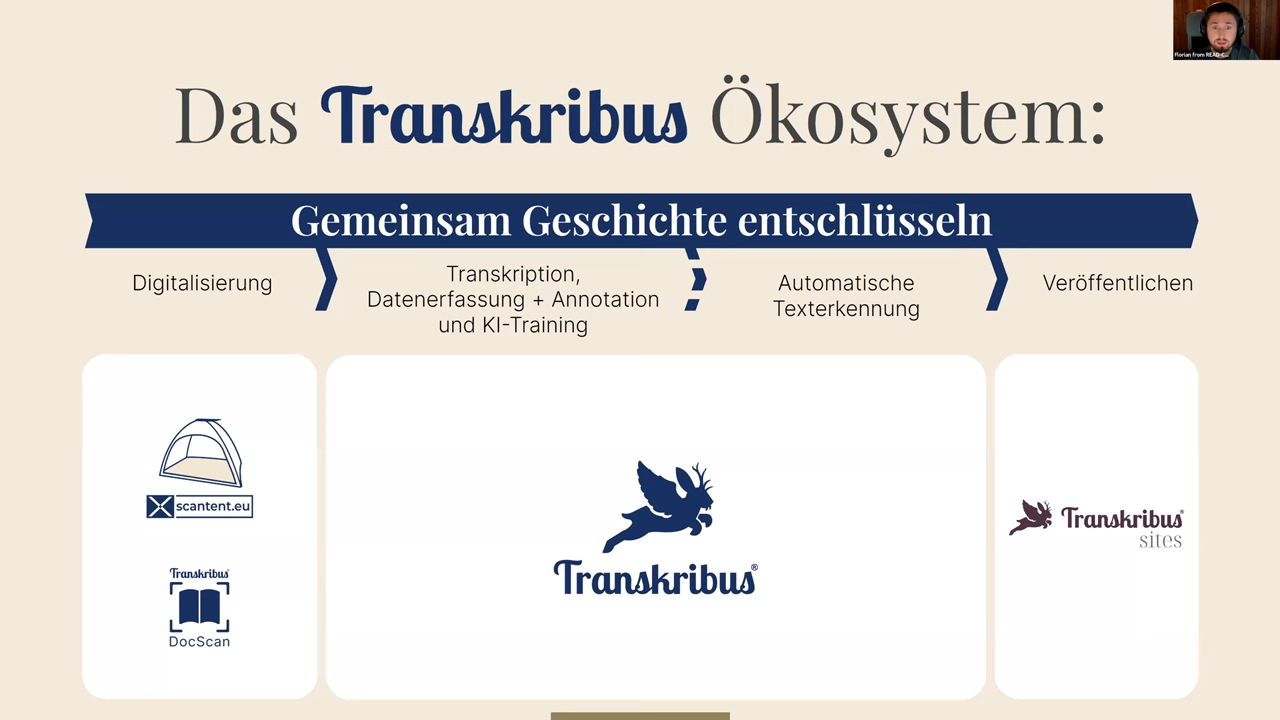 Florian from READ-C...
Das Transkribus Ökosystem:
Gemeinsam Geschichte entschlüsseln
Digitalisierung
Transkription,
Datenerfassung + Annotation
und KI-Training
Automatische
Texterkennung
Veröffentlichen
scantent.eu
Transkribus®
DocScan
Transkribus®
Transkribus®
sites